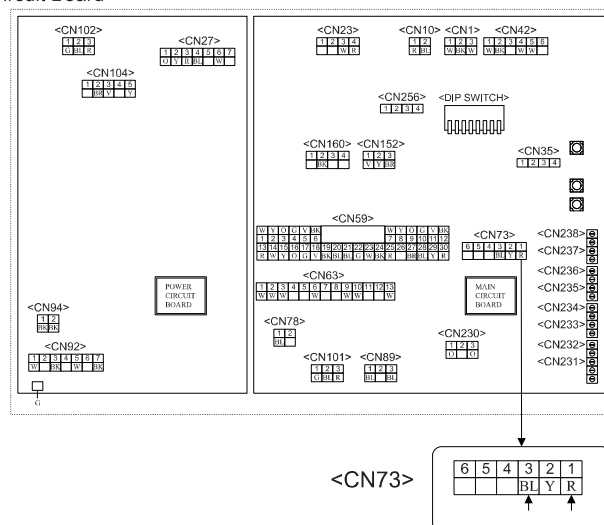 rcuit Board
<CN102>
1 2 3
G BL R
<CN27>
1 2 3 4 5 6 7
O Y R BL W
<CN104>
1 2 3 4 5
BR V Y
POWER
CIRCUIT
BOARD
<CN94>
1 2
BK BK
<CN92>
1 2 3 4 5 6 7
W BK W BK
G
<CN23>
1 2 3 4
W R
<CN10>
1 2
R BL
<CN1>
1 2 3
W BK W
<CN42>
1 2 3 4 5 6
W BK W W
<CN256>
1 2 3 4
<DIP SWITCH>
<CN160>
1 2 3 4
BK
<CN152>
1 2 3
V Y BR
<CN35>
1 2 3 4
<CN59>
W Y O G V BK W Y O G V BK
1 2 3 4 5 6 7 8 9 10 11 12
13 14 15 16 17 18 19 20 21 22 23 24 25 26 27 28 29 30
R W Y O G V BK BL BL G W BK R BR BL Y R
<CN73>
6 5 4 3 2 1
BL Y R
<CN63>
1 2 3 4 5 6 7 8 9 10 11 12 13
W W W W W W W
MAIN
CIRCUIT
BOARD
<CN78>
1 2
BL
<CN230>
1 2 3
O O
<CN101>
1 2 3
G BL R
<CN89>
1 2 3
BL BL
<CN238>
<CN237>
<CN236>
<CN235>
<CN234>
<CN233>
<CN232>
<CN231>
<CN73>
6 5 4 3 2 1
BL Y R